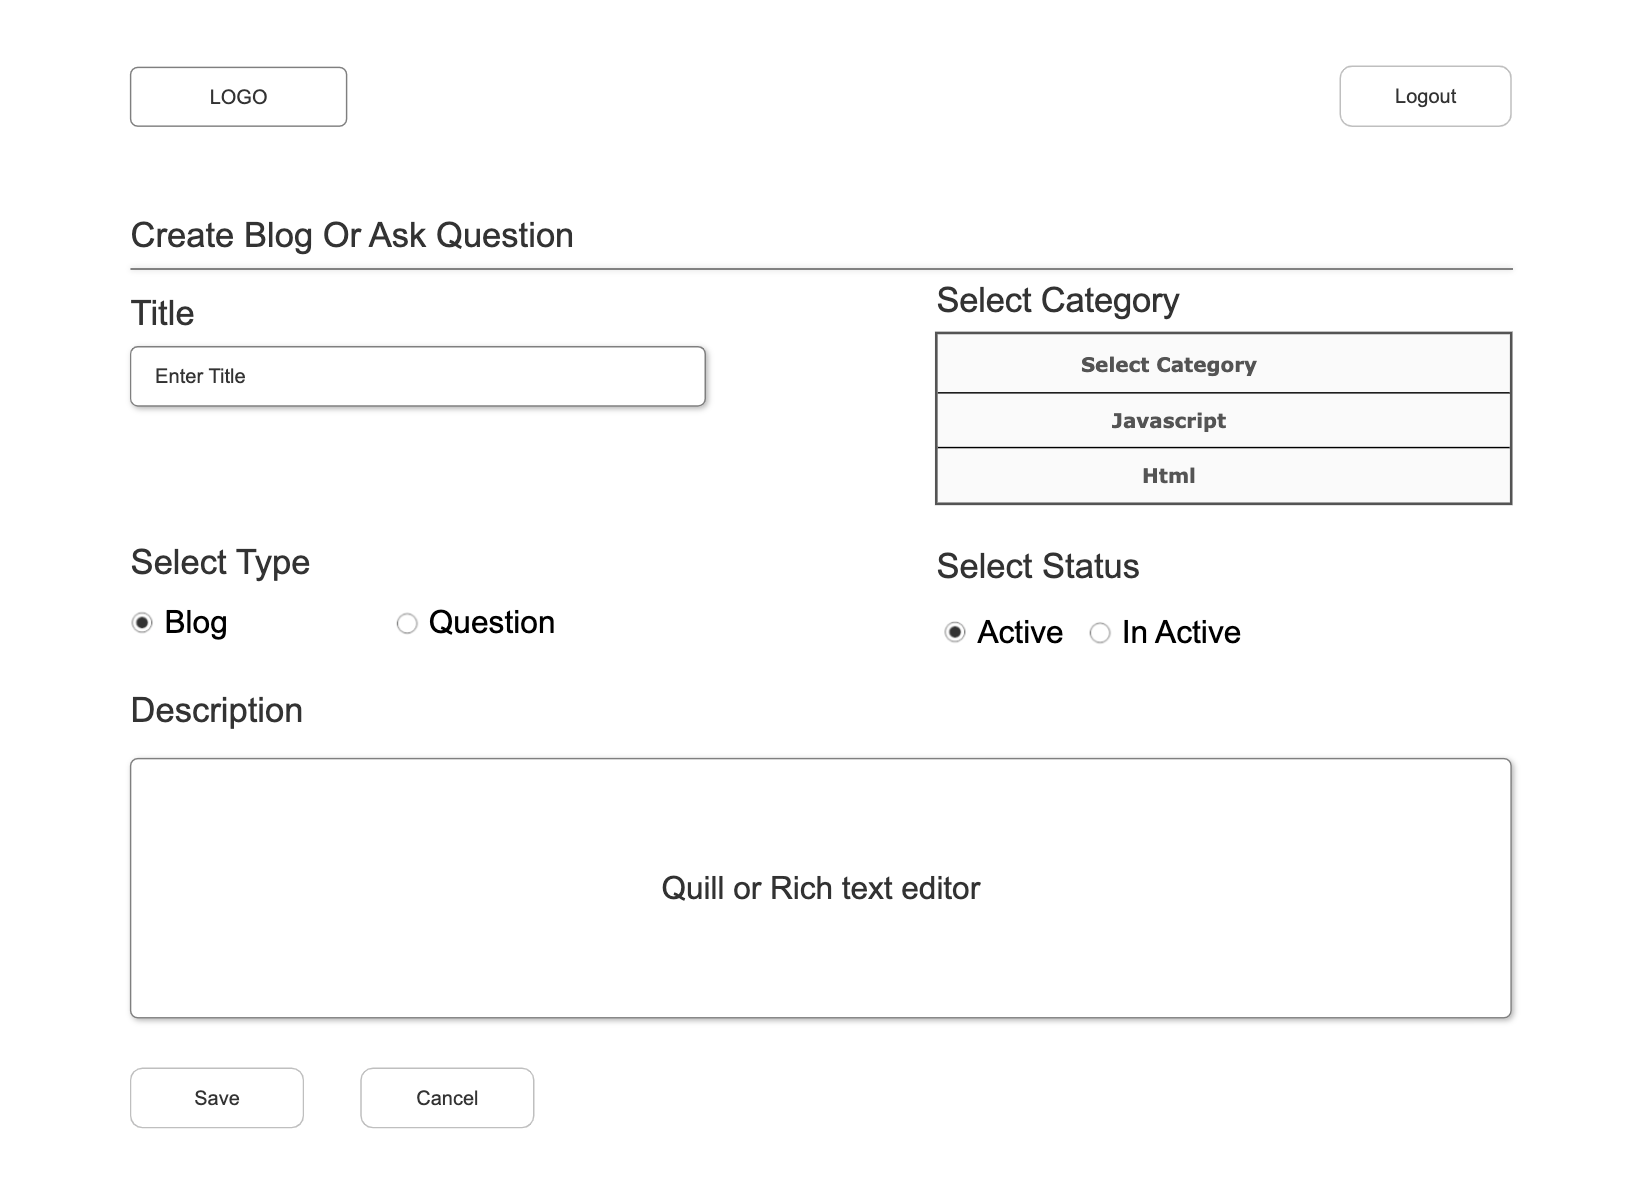 LOGO
Logout
Create Blog Or Ask Question
Title
Enter Title
Select Category
Select Category
Javascript
Html
Select Type
Blog
Question
Select Status
Active
In Active
Description
Quill or Rich text editor
Save
Cancel